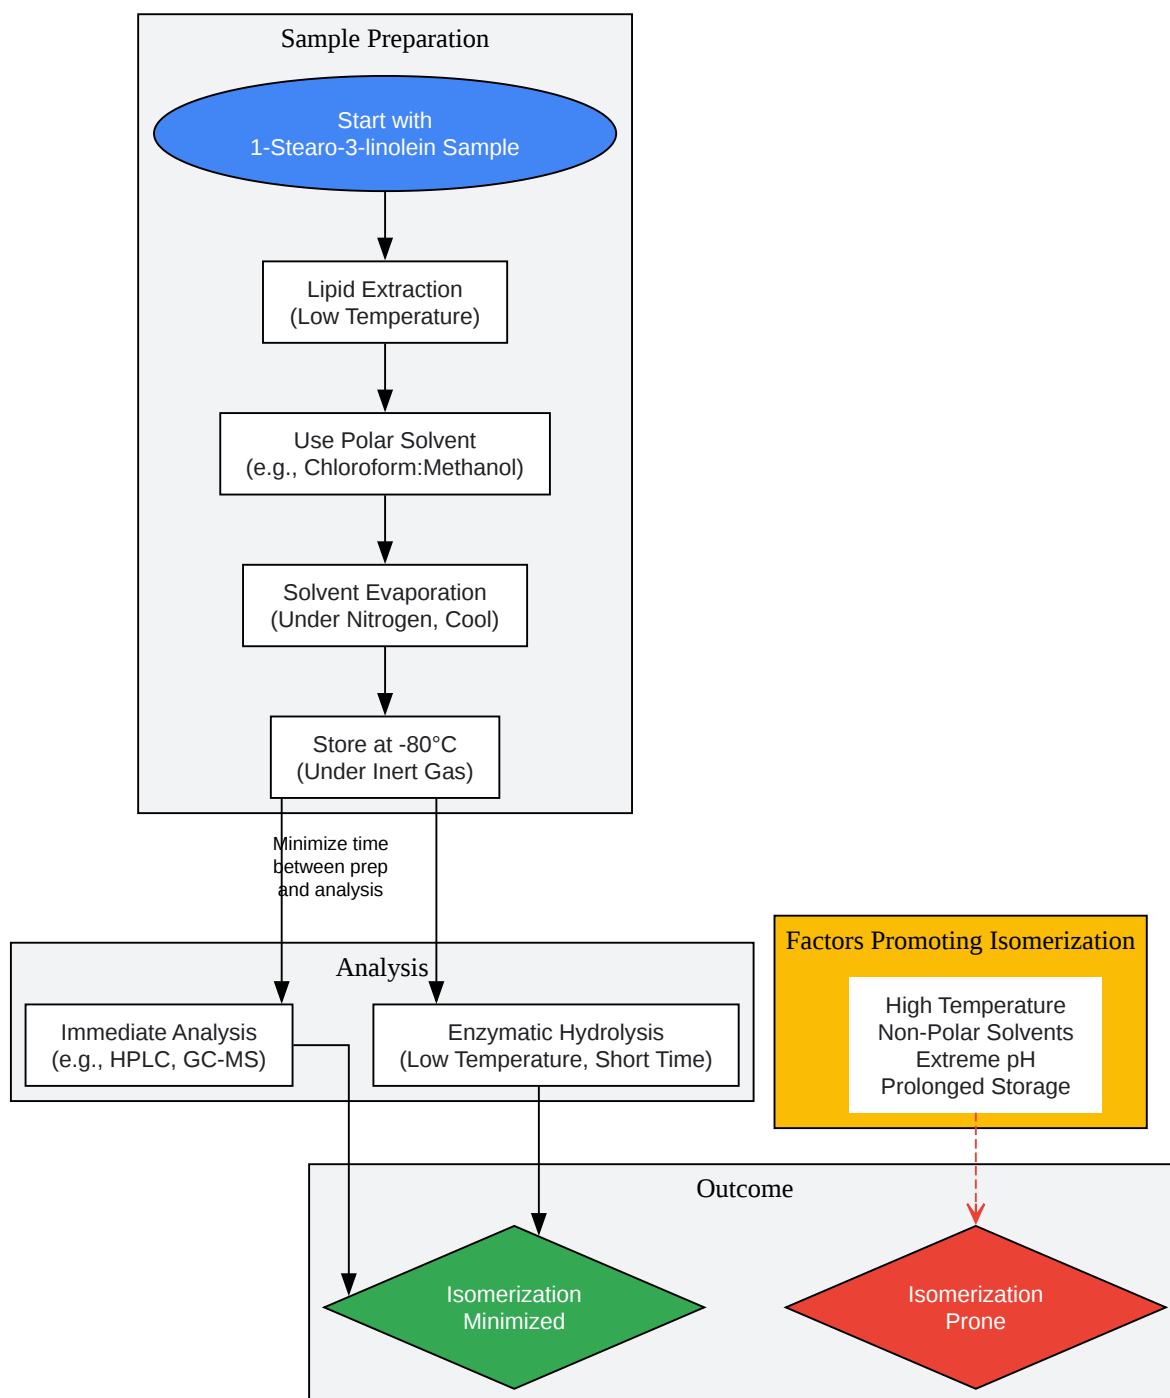 Sample Preparation
Start with
1-Stearo-3-linolein Sample
Lipid Extraction
(Low Temperature)
Use Polar Solvent
(e.g., Chloroform:Methanol)
Solvent Evaporation
(Under Nitrogen, Cool)
Store at -80°C
(Under Inert Gas)
Minimize time
between prep
and analysis
Analysis
Immediate Analysis
(e.g., HPLC, GC-MS)
Enzymatic Hydrolysis
(Low Temperature, Short Time)
Factors Promoting Isomerization
High Temperature
Non-Polar Solvents
Extreme pH
Prolonged Storage
Outcome
Isomerization
Minimized
Isomerization
Prone